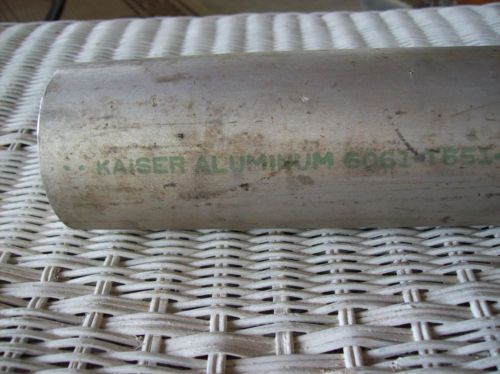 ·· KAISER ALUMINUM 6061-T651-